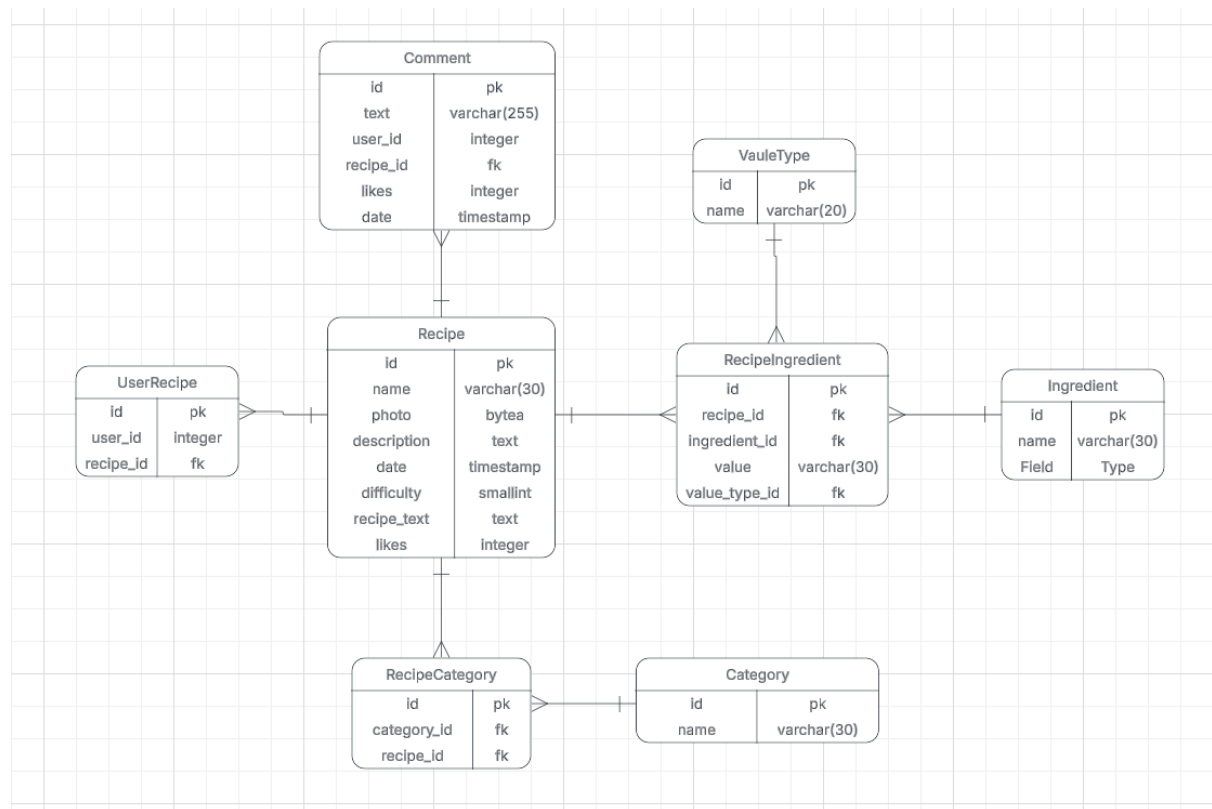 Comment
id pk
text varchar(255)
user_id integer
recipe_id fk
likes integer
date timestamp
VauleType
id pk
name varchar(20)
Recipe
id pk
name varchar(30)
photo bytea
description text
date timestamp
difficulty smallint
recipe_text text
likes integer
UserRecipe
id pk
user_id integer
recipe_id fk
RecipeIngredient
id pk
recipe_id fk
ingredient_id fk
value varchar(30)
value_type_id fk
Ingredient
id pk
name varchar(30)
Field Type
RecipeCategory
id pk
category_id fk
recipe_id fk
Category
id pk
name varchar(30)